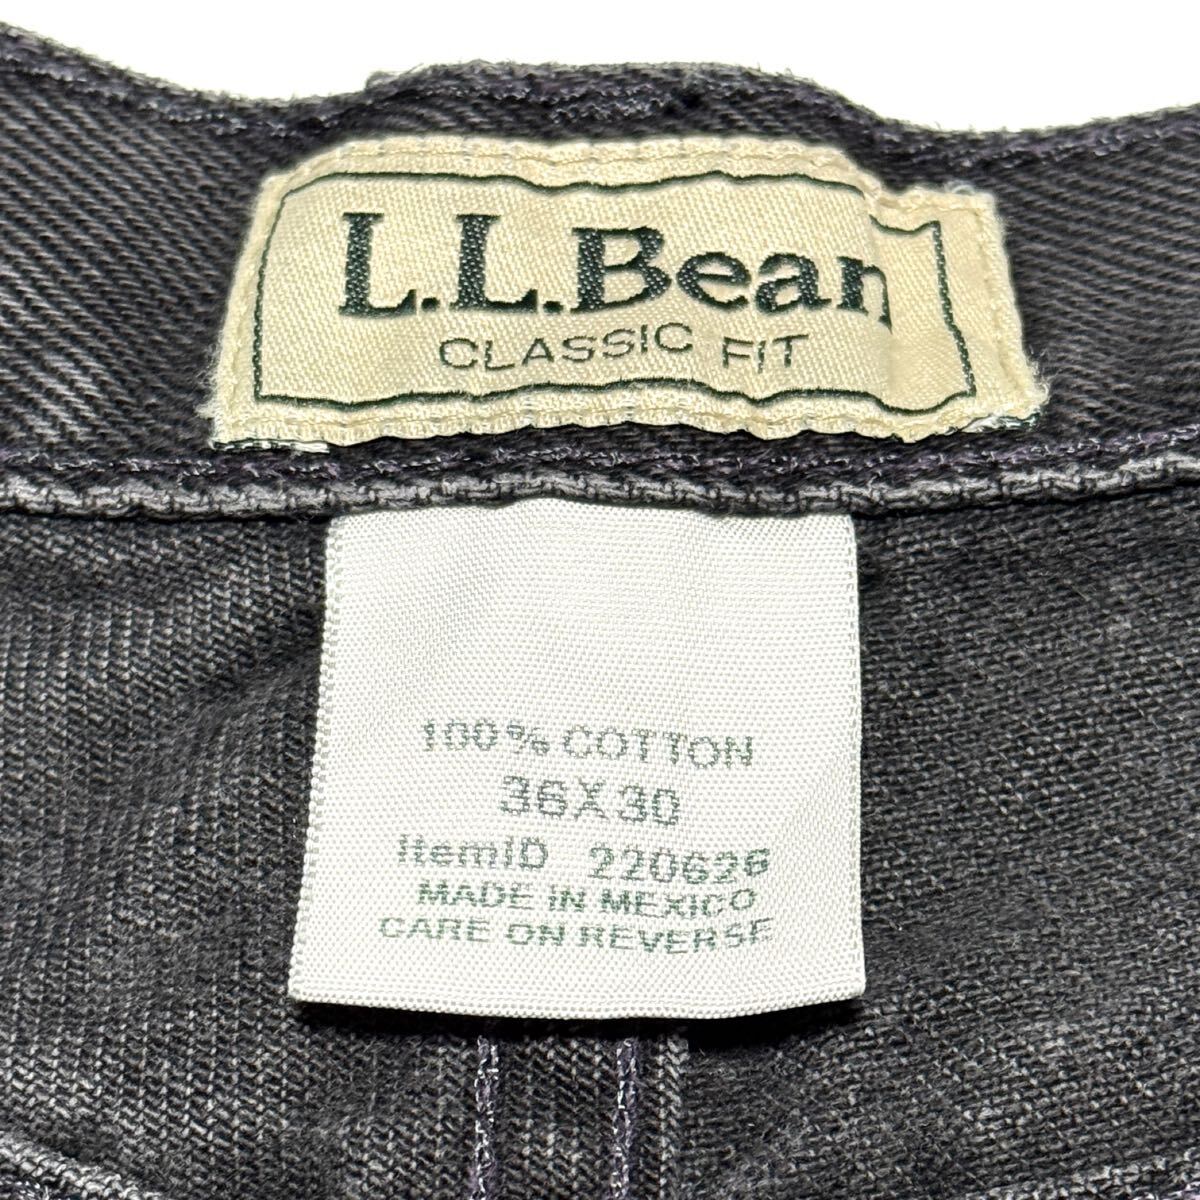 L.L.Bean
CLASSIC FIT
100% COTTON
36X30
ItemID 220626
MADE IN MEXICO
CARE ON REVERSE